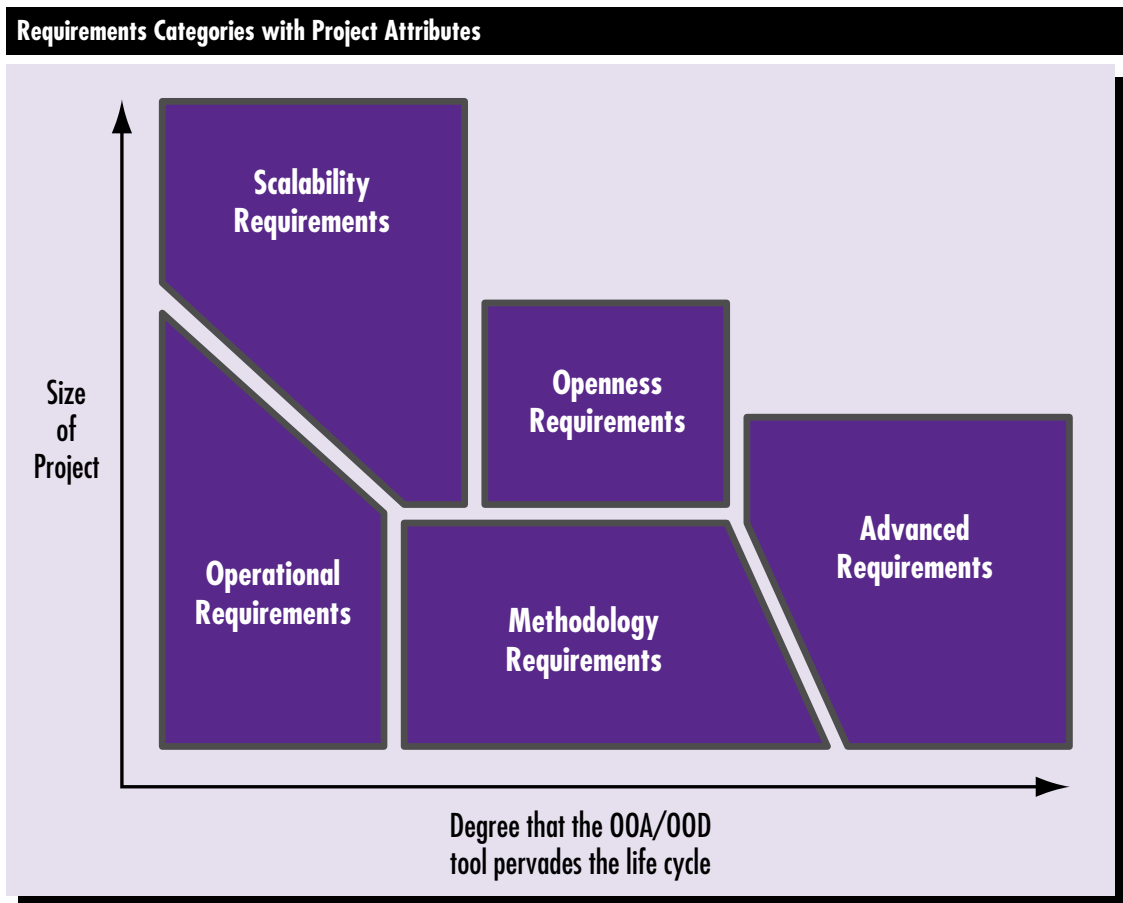 Requirements Categories with Project Attributes
Scalability
Requirements
Openness
Requirements
Size
of
Project
Advanced
Requirements
Operational
Requirements
Methodology
Requirements
Degree that the OOA/OOD
tool pervades the life cycle